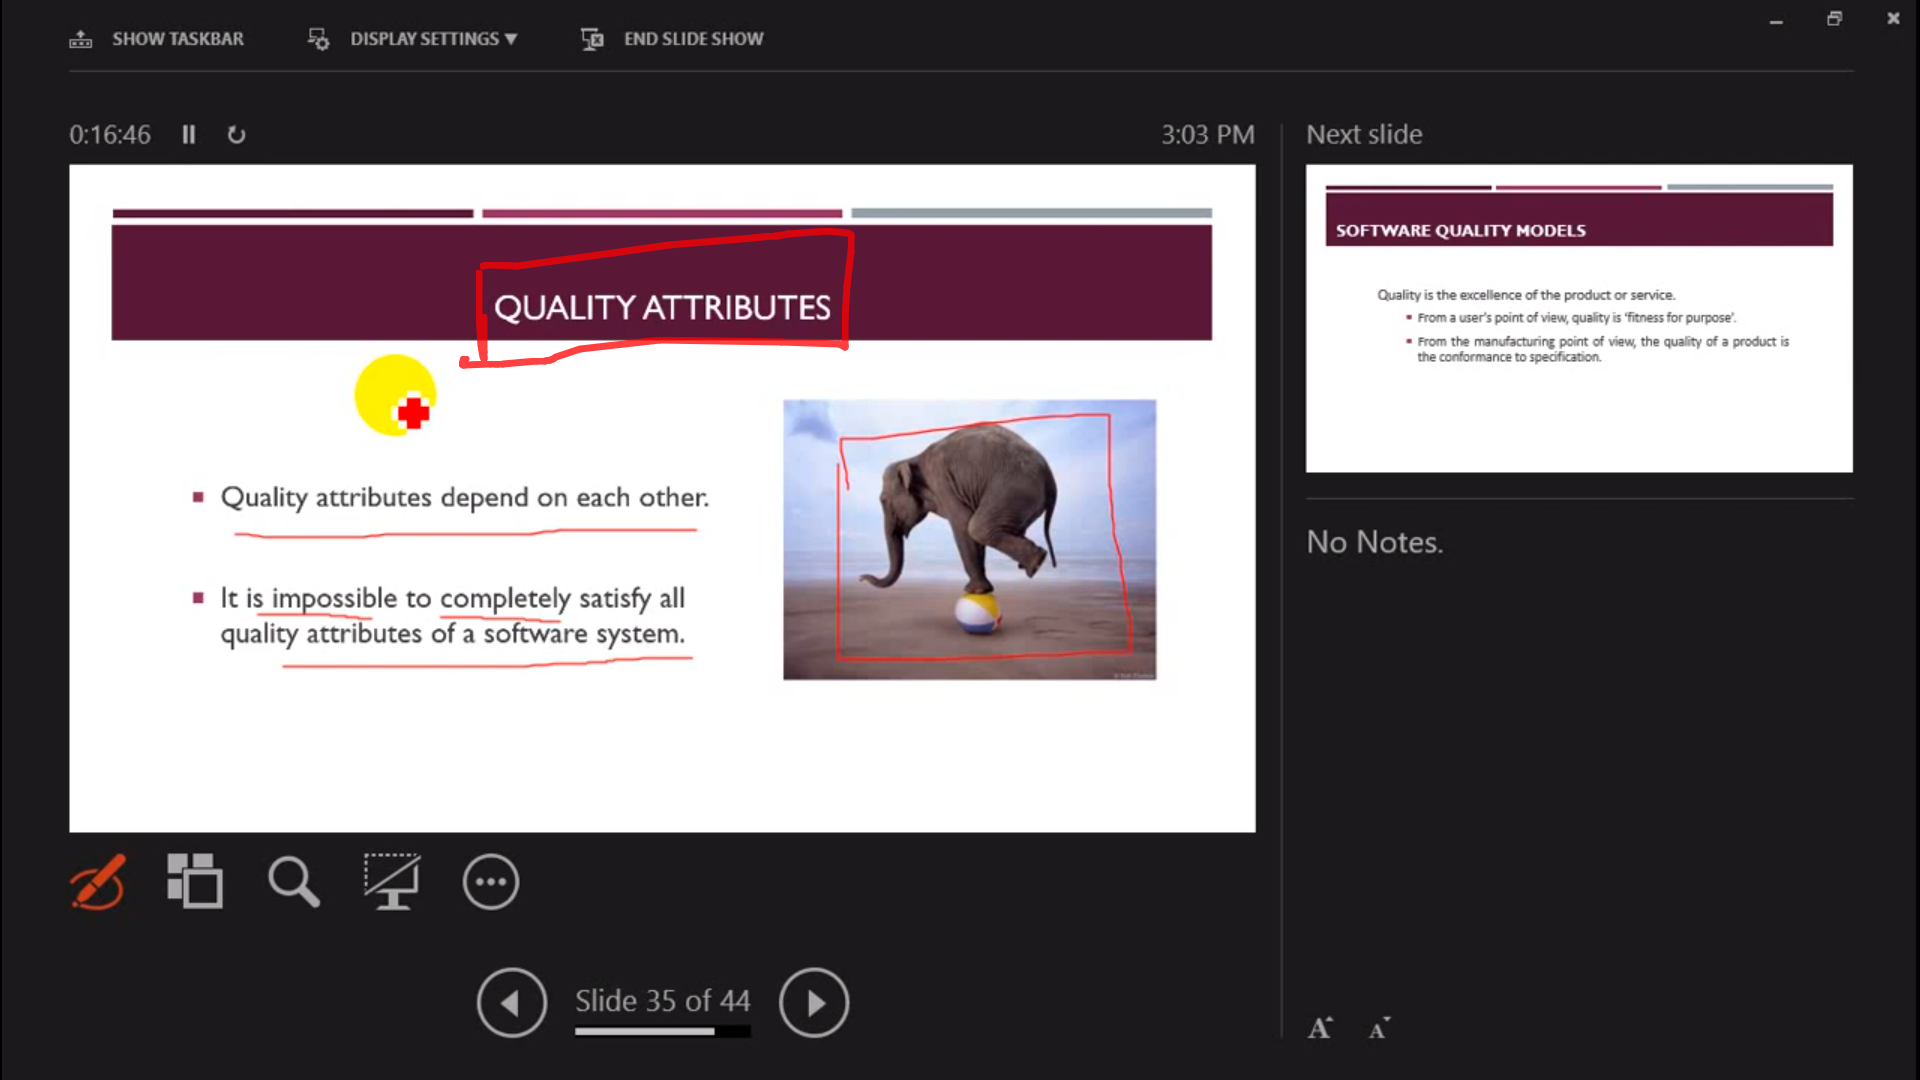 SHOW TASKBAR
DISPLAY SETTINGS ▼
END SLIDE SHOW
0:16:46
3:03 PM
QUALITY ATTRIBUTES
▪ Quality attributes depend on each other.
▪ It is impossible to completely satisfy all
quality attributes of a software system.
Slide 35 of 44
Next slide
SOFTWARE QUALITY MODELS
Quality is the excellence of the product or service.
▪ From a user's point of view, quality is 'fitness for purpose'.
▪ From the manufacturing point of view, the quality of a product is
the conformance to specification.
No Notes.
A A